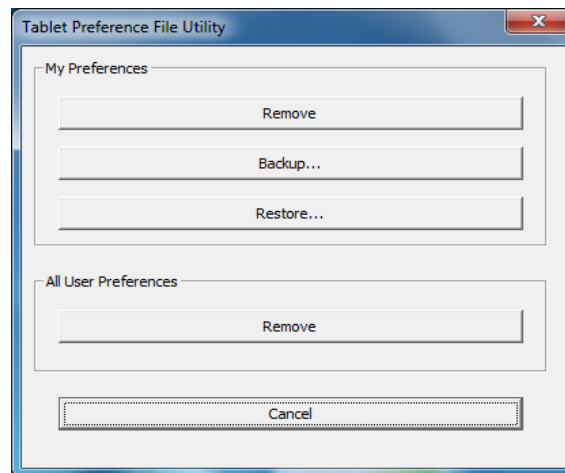 Tablet Preference File Utility
My Preferences
Remove
Backup...
Restore...
All User Preferences
Remove
Cancel